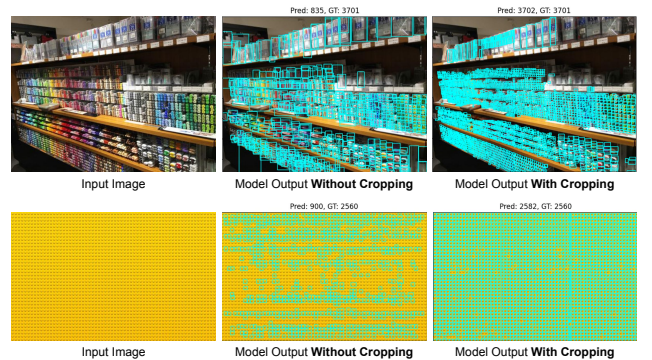 Pred: 835, GT: 3701
Pred: 3702, GT: 3701
Input Image
Model Output Without Cropping
Model Output With Cropping
Pred: 900, GT: 2560
Pred: 2582, GT: 2560
Input Image
Model Output Without Cropping
Model Output With Cropping